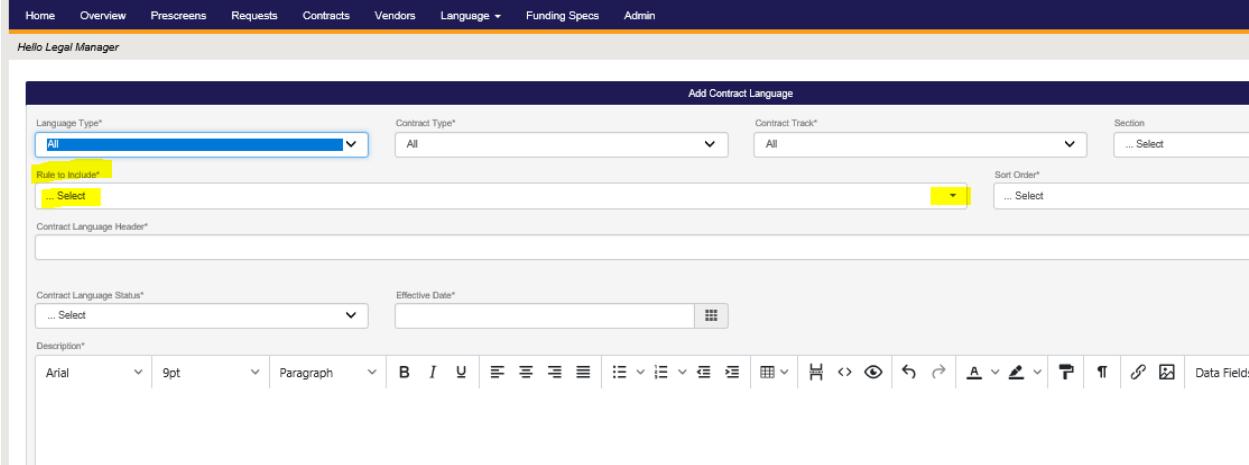 Home Overview Prescreens Requests Contracts Vendors Language Funding Specs Admin
Hello Legal Manager
Add Contract Language
Language Type* Contract Type* Contract Track* Section
All All All ... Select
Rule to Include* Sort Order*
... Select ... Select
Contract Language Header*
Contract Language Status* Effective Date*
... Select
Description*
Arial 9pt Paragraph B I U A ¶ Data Fields